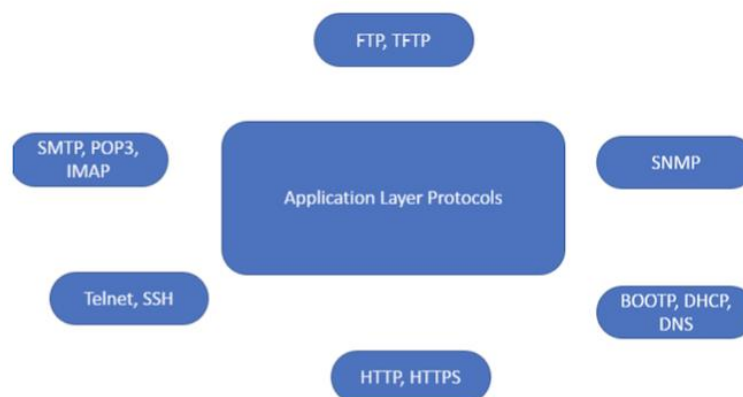 FTP, TFTP
SMTP, POP3,
IMAP
Application Layer Protocols
SNMP
Telnet, SSH
BOOTP, DHCP,
DNS
HTTP, HTTPS